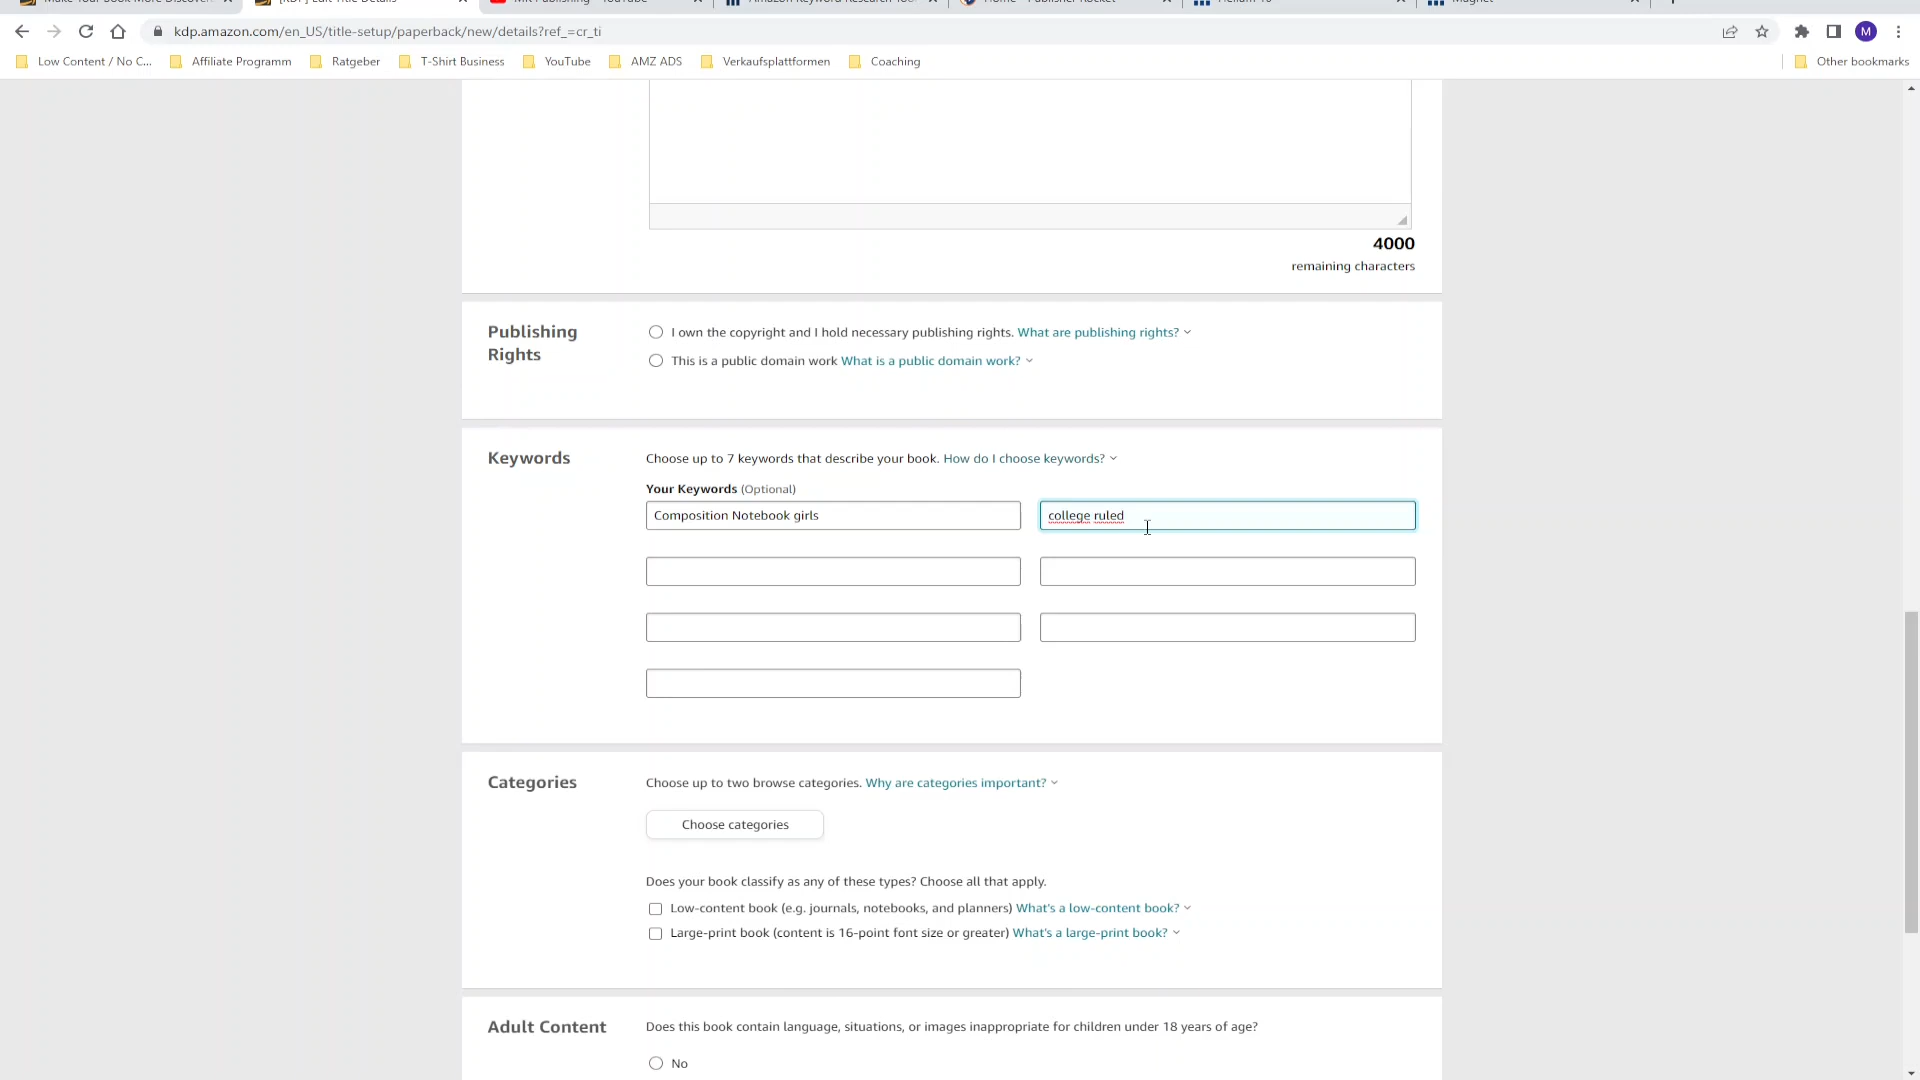 kdp.amazon.com/en_US/title-setup/paperback/new/details?ref_=cr_ti
M
Low Content / No C... Affiliate Programm Ratgeber T-Shirt Business YouTube AMZ ADS Verkaufsplattformen Coaching Other bookmarks
4000
remaining characters
Publishing
Rights
I own the copyright and I hold necessary publishing rights. What are publishing rights?
This is a public domain work What is a public domain work?
Keywords
Choose up to 7 keywords that describe your book. How do I choose keywords?
Your Keywords (Optional)
Composition Notebook girls
college ruled
Categories
Choose up to two browse categories. Why are categories important?
Choose categories
Does your book classify as any of these types? Choose all that apply.
Low-content book (e.g. journals, notebooks, and planners) What's a low-content book?
Large-print book (content is 16-point font size or greater) What's a large-print book?
Adult Content
Does this book contain language, situations, or images inappropriate for children under 18 years of age?
No